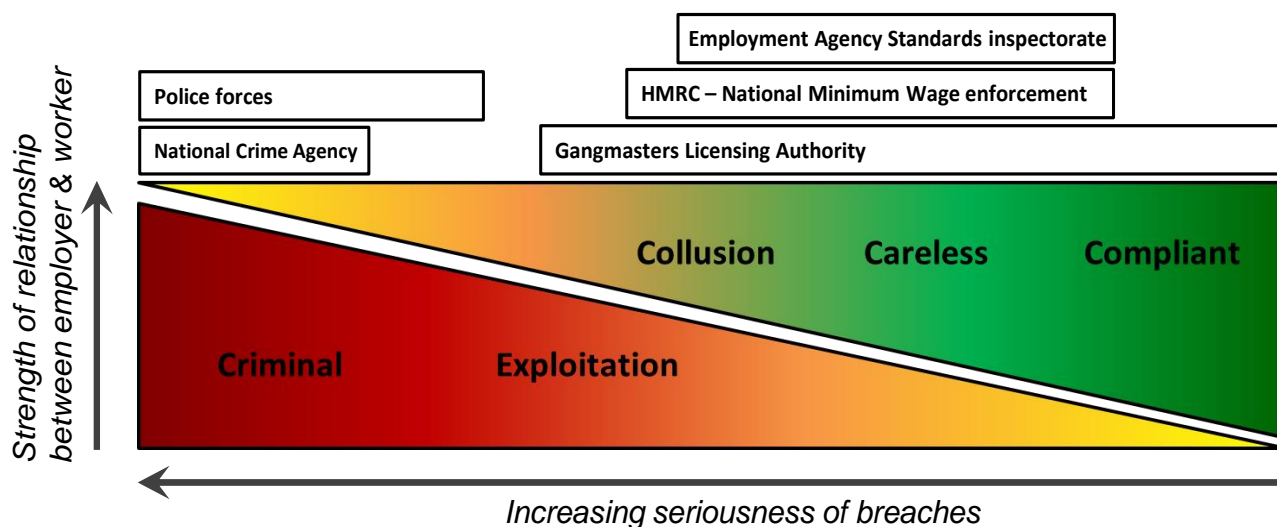 Employment Agency Standards inspectorate
Police forces
HMRC – National Minimum Wage enforcement
National Crime Agency
Gangmasters Licensing Authority
Strength of relationship
between employer & worker
Collusion
Careless
Compliant
Criminal
Exploitation
Increasing seriousness of breaches